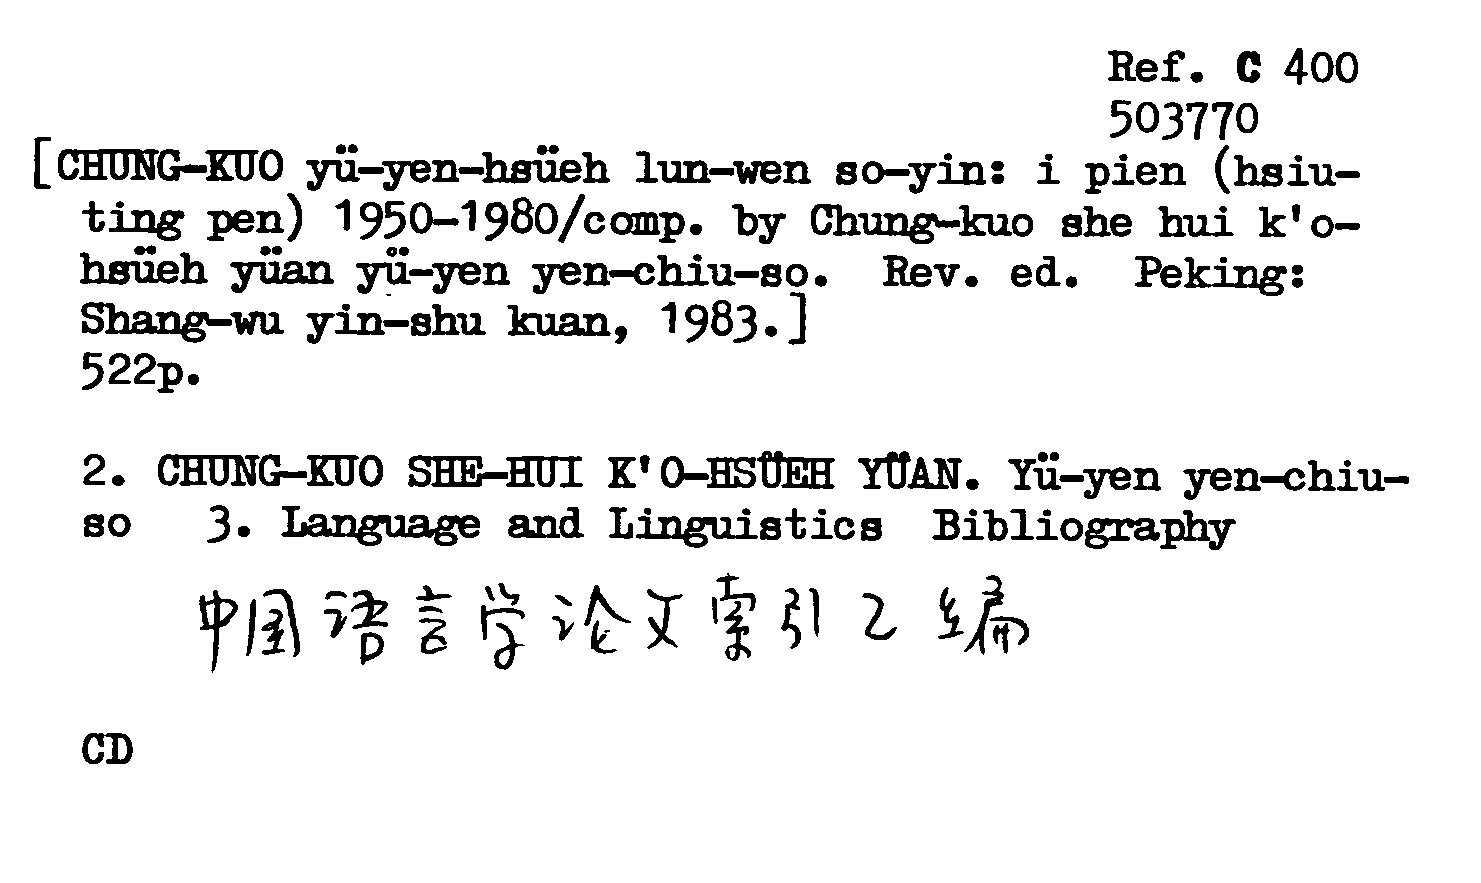 Ref. C 400
503770
[CHUNG-KUO yü-yen-hsüeh lun-wen so-yin: i pien (hsiu-
ting pen) 1950-1980/comp. by Chung-kuo she hui k'o-
hsüeh yüan yü-yen yen-chiu-so. Rev. ed. Peking:
Shang-wu yin-shu kuan, 1983.]
522p.
2. CHUNG-KUO SHE-HUI K'O-HSÜEH YÜAN. Yü-yen yen-chiu-
so 3. Language and Linguistics Bibliography
中国语言学论文索引乙编
CD